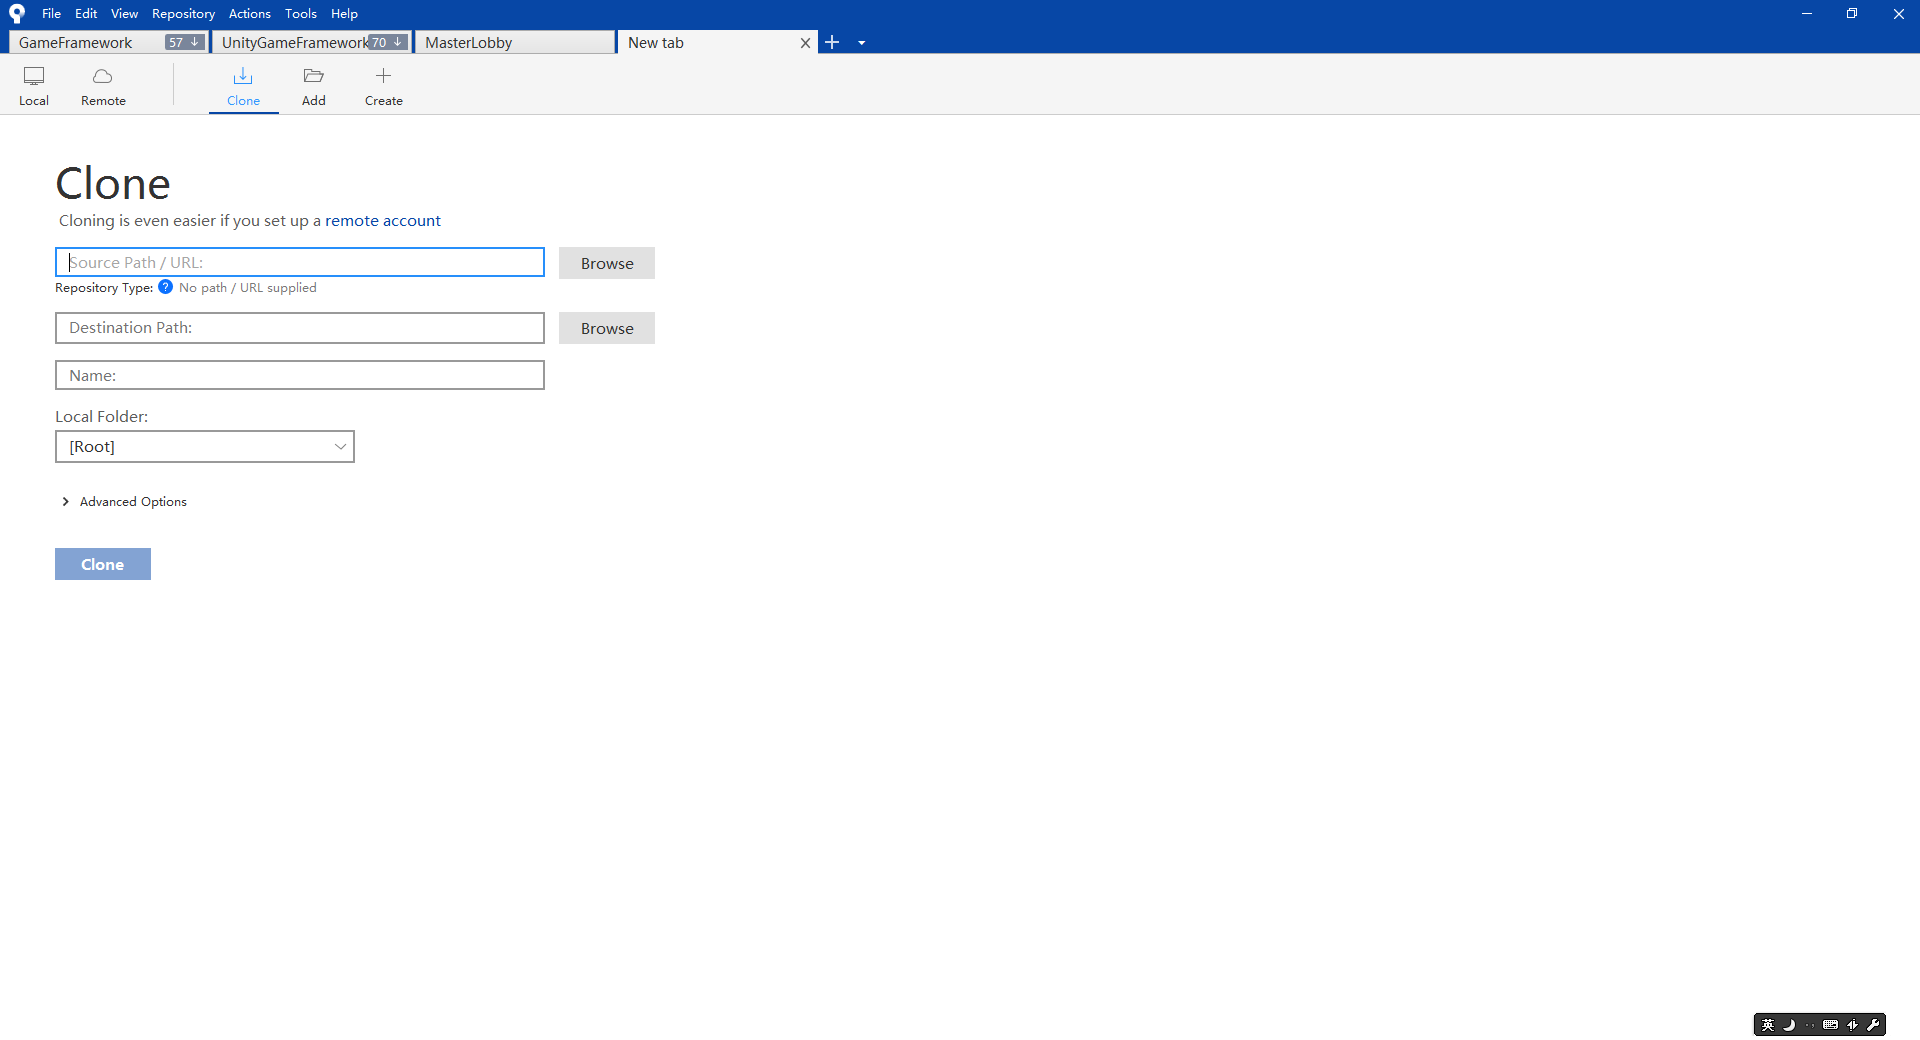 File Edit View Repository Actions Tools Help
GameFramework 57 ↓ UnityGameFramework 70 ↓ MasterLobby New tab
Local Remote Clone Add Create
Clone
Cloning is even easier if you set up a remote account
Source Path / URL: Browse
Repository Type: ? No path / URL supplied
Destination Path: Browse
Name:
Local Folder:
[Root]
Advanced Options
Clone
英